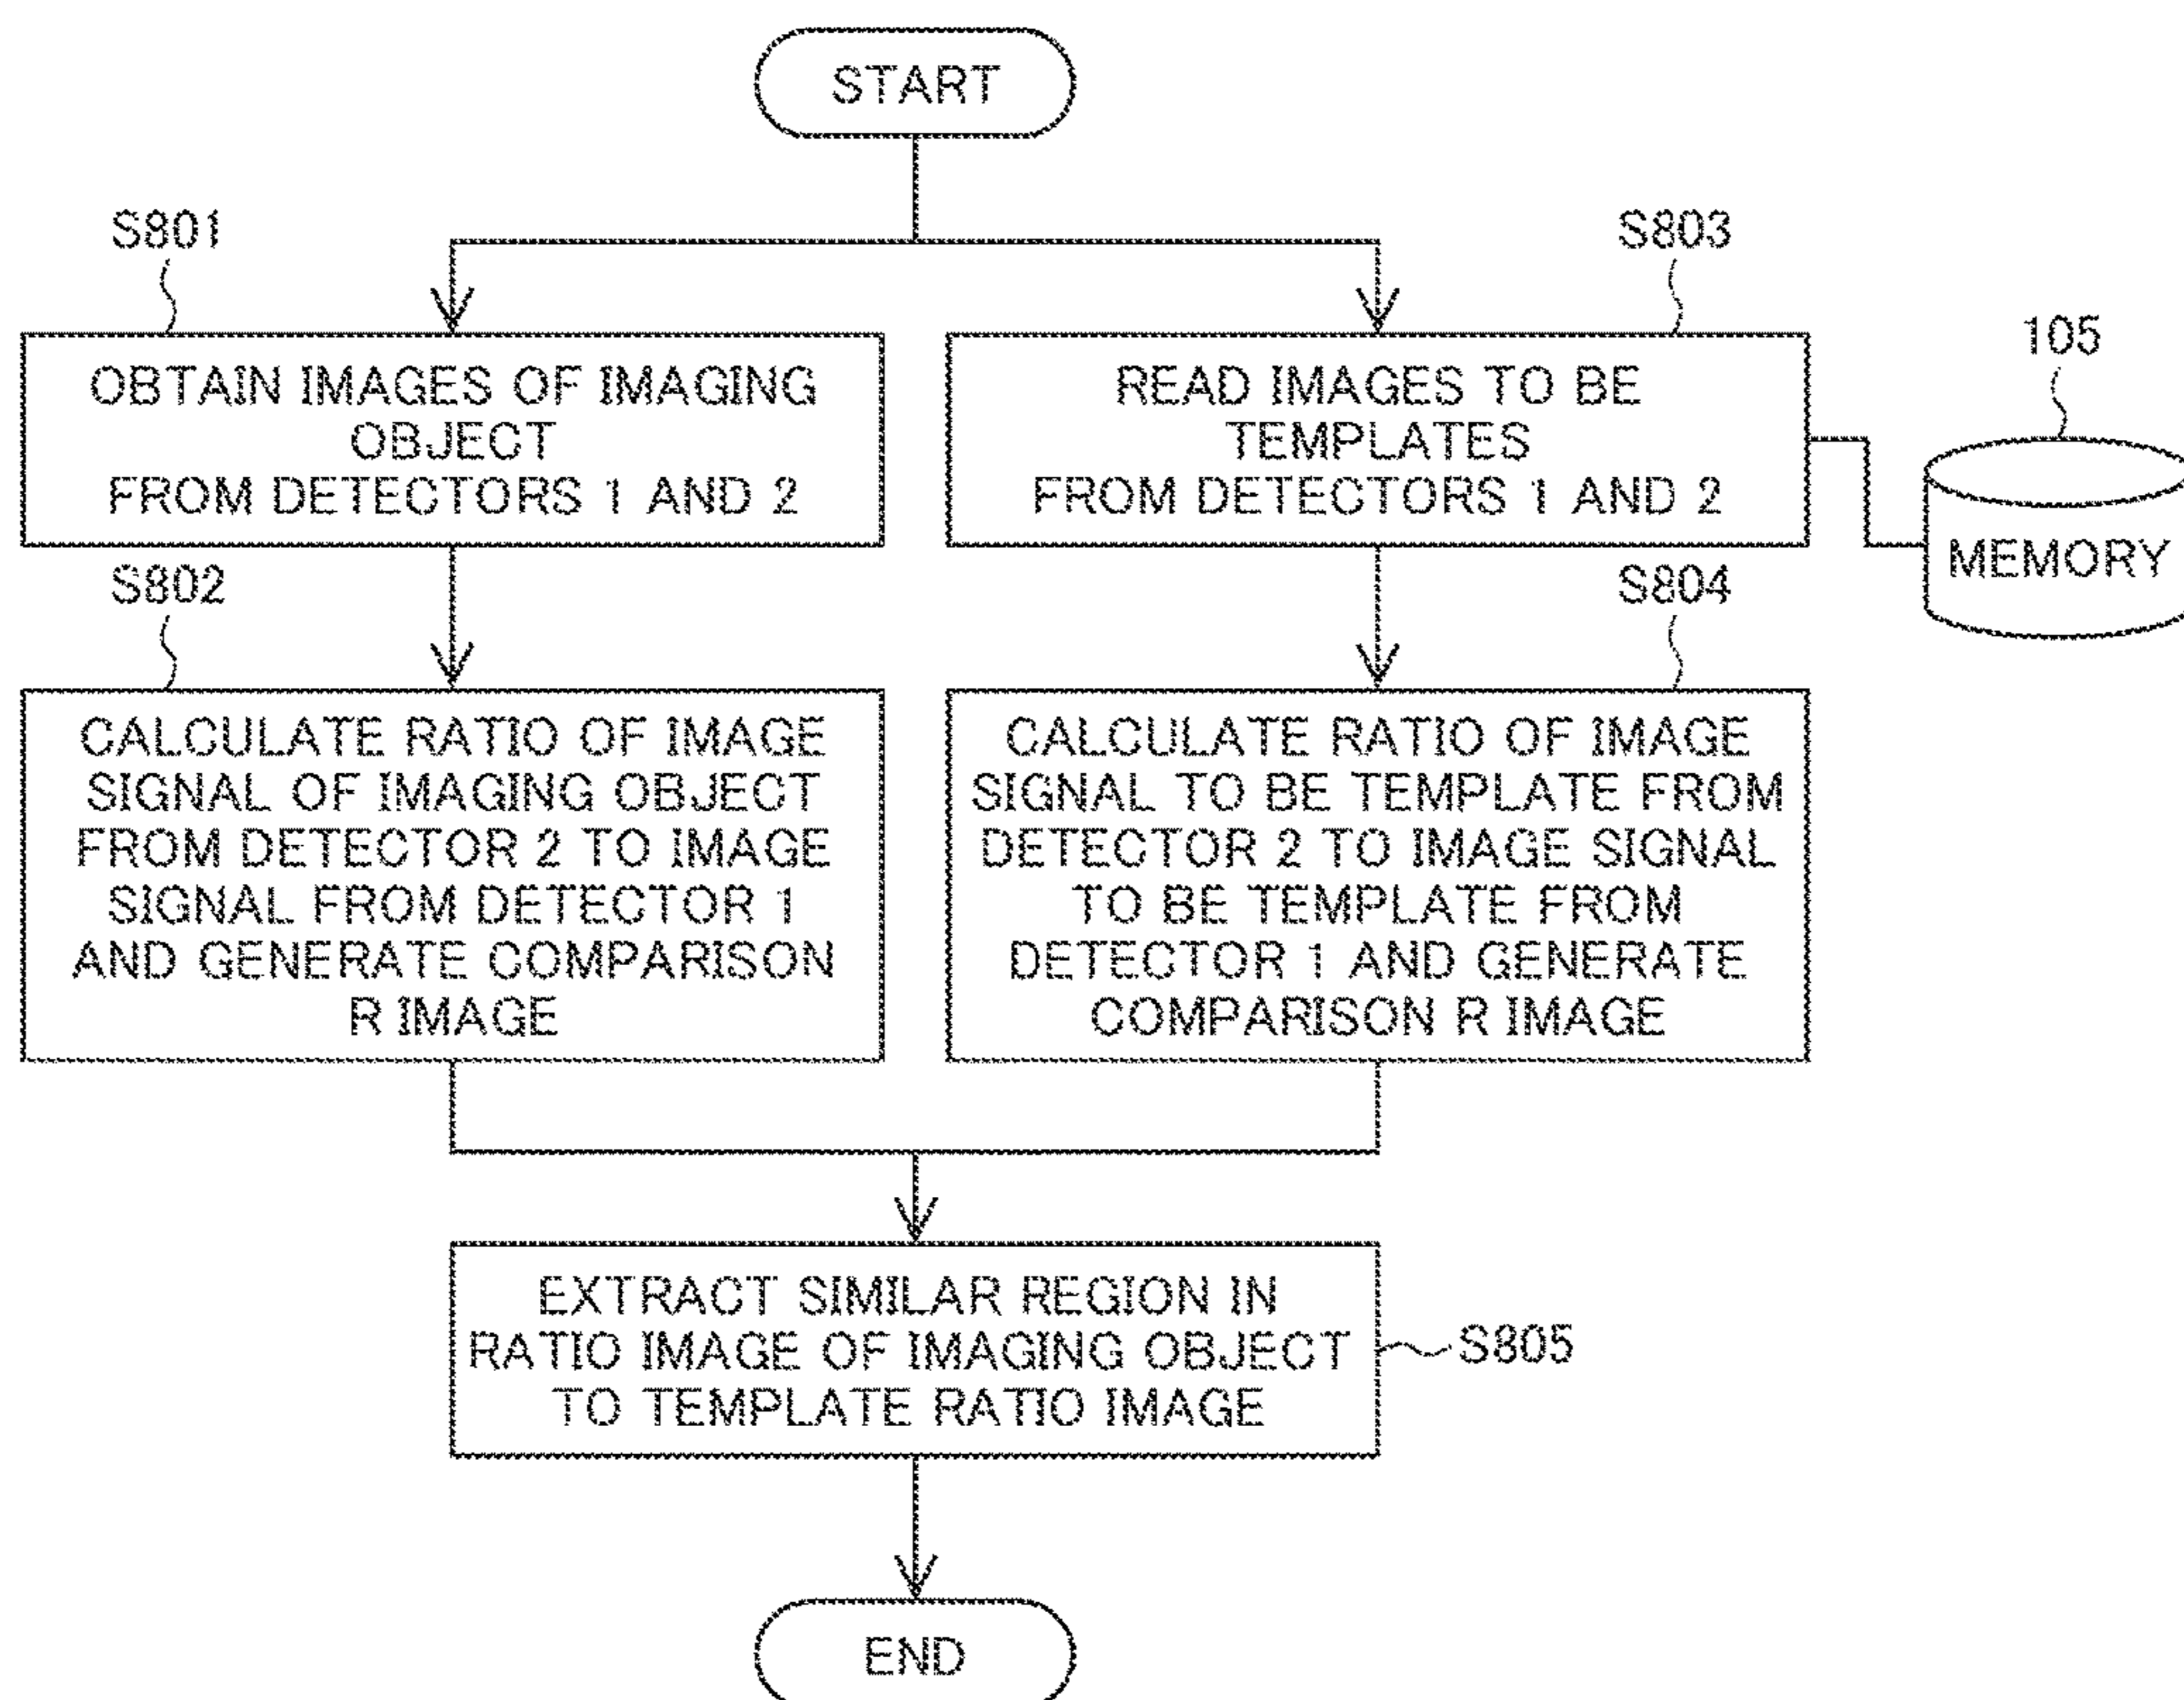 START
S801
OBTAIN IMAGES OF IMAGING
OBJECT
FROM DETECTORS 1 AND 2
S803
READ IMAGES TO BE
TEMPLATES
FROM DETECTORS 1 AND 2
105
MEMORY
S802
CALCULATE RATIO OF IMAGE
SIGNAL OF IMAGING OBJECT
FROM DETECTOR 2 TO IMAGE
SIGNAL FROM DETECTOR 1
AND GENERATE COMPARISON
R IMAGE
S804
CALCULATE RATIO OF IMAGE
SIGNAL TO BE TEMPLATE FROM
DETECTOR 2 TO IMAGE SIGNAL
TO BE TEMPLATE FROM
DETECTOR 1 AND GENERATE
COMPARISON R IMAGE
EXTRACT SIMILAR REGION IN
RATIO IMAGE OF IMAGING OBJECT
TO TEMPLATE RATIO IMAGE
S805
END